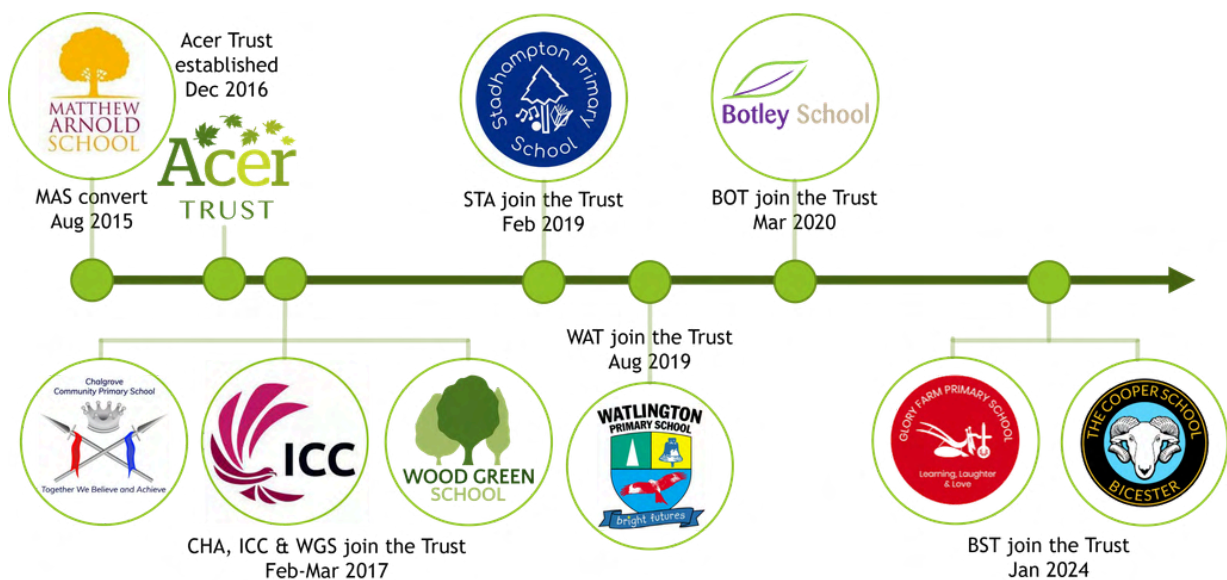 MATTHEW
ARNOLD
SCHOOL
MAS convert
Aug 2015
Acer Trust
established
Dec 2016
Acer
TRUST
Stadhampton Primary
School
STA join the Trust
Feb 2019
Botley School
BOT join the Trust
Mar 2020
Chalgrove
Community Primary School
Together We Believe and Achieve
ICC
WOOD GREEN
SCHOOL
CHA, ICC & WGS join the Trust
Feb-Mar 2017
WAT join the Trust
Aug 2019
WATLINGTON
PRIMARY SCHOOL
bright futures
GLORY FARM PRIMARY SCHOOL
Learning, Laughter
& Love
THE COOPER SCHOOL
BICESTER
BST join the Trust
Jan 2024